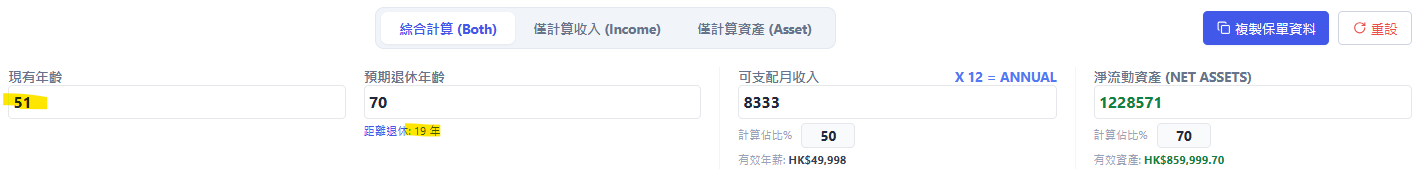 綜合計算 (Both) 僅計算收入 (Income) 僅計算資產 (Asset) 複製保單資料 重設
現有年齡 預期退休年齡 可支配月收入 X 12 = ANNUAL 淨流動資產 (NET ASSETS)
51 70 8333 1228571
距離退休: 19 年 計算佔比% 50 計算佔比% 70
有效年薪: HK$49,998 有效資產: HK$859,999.70